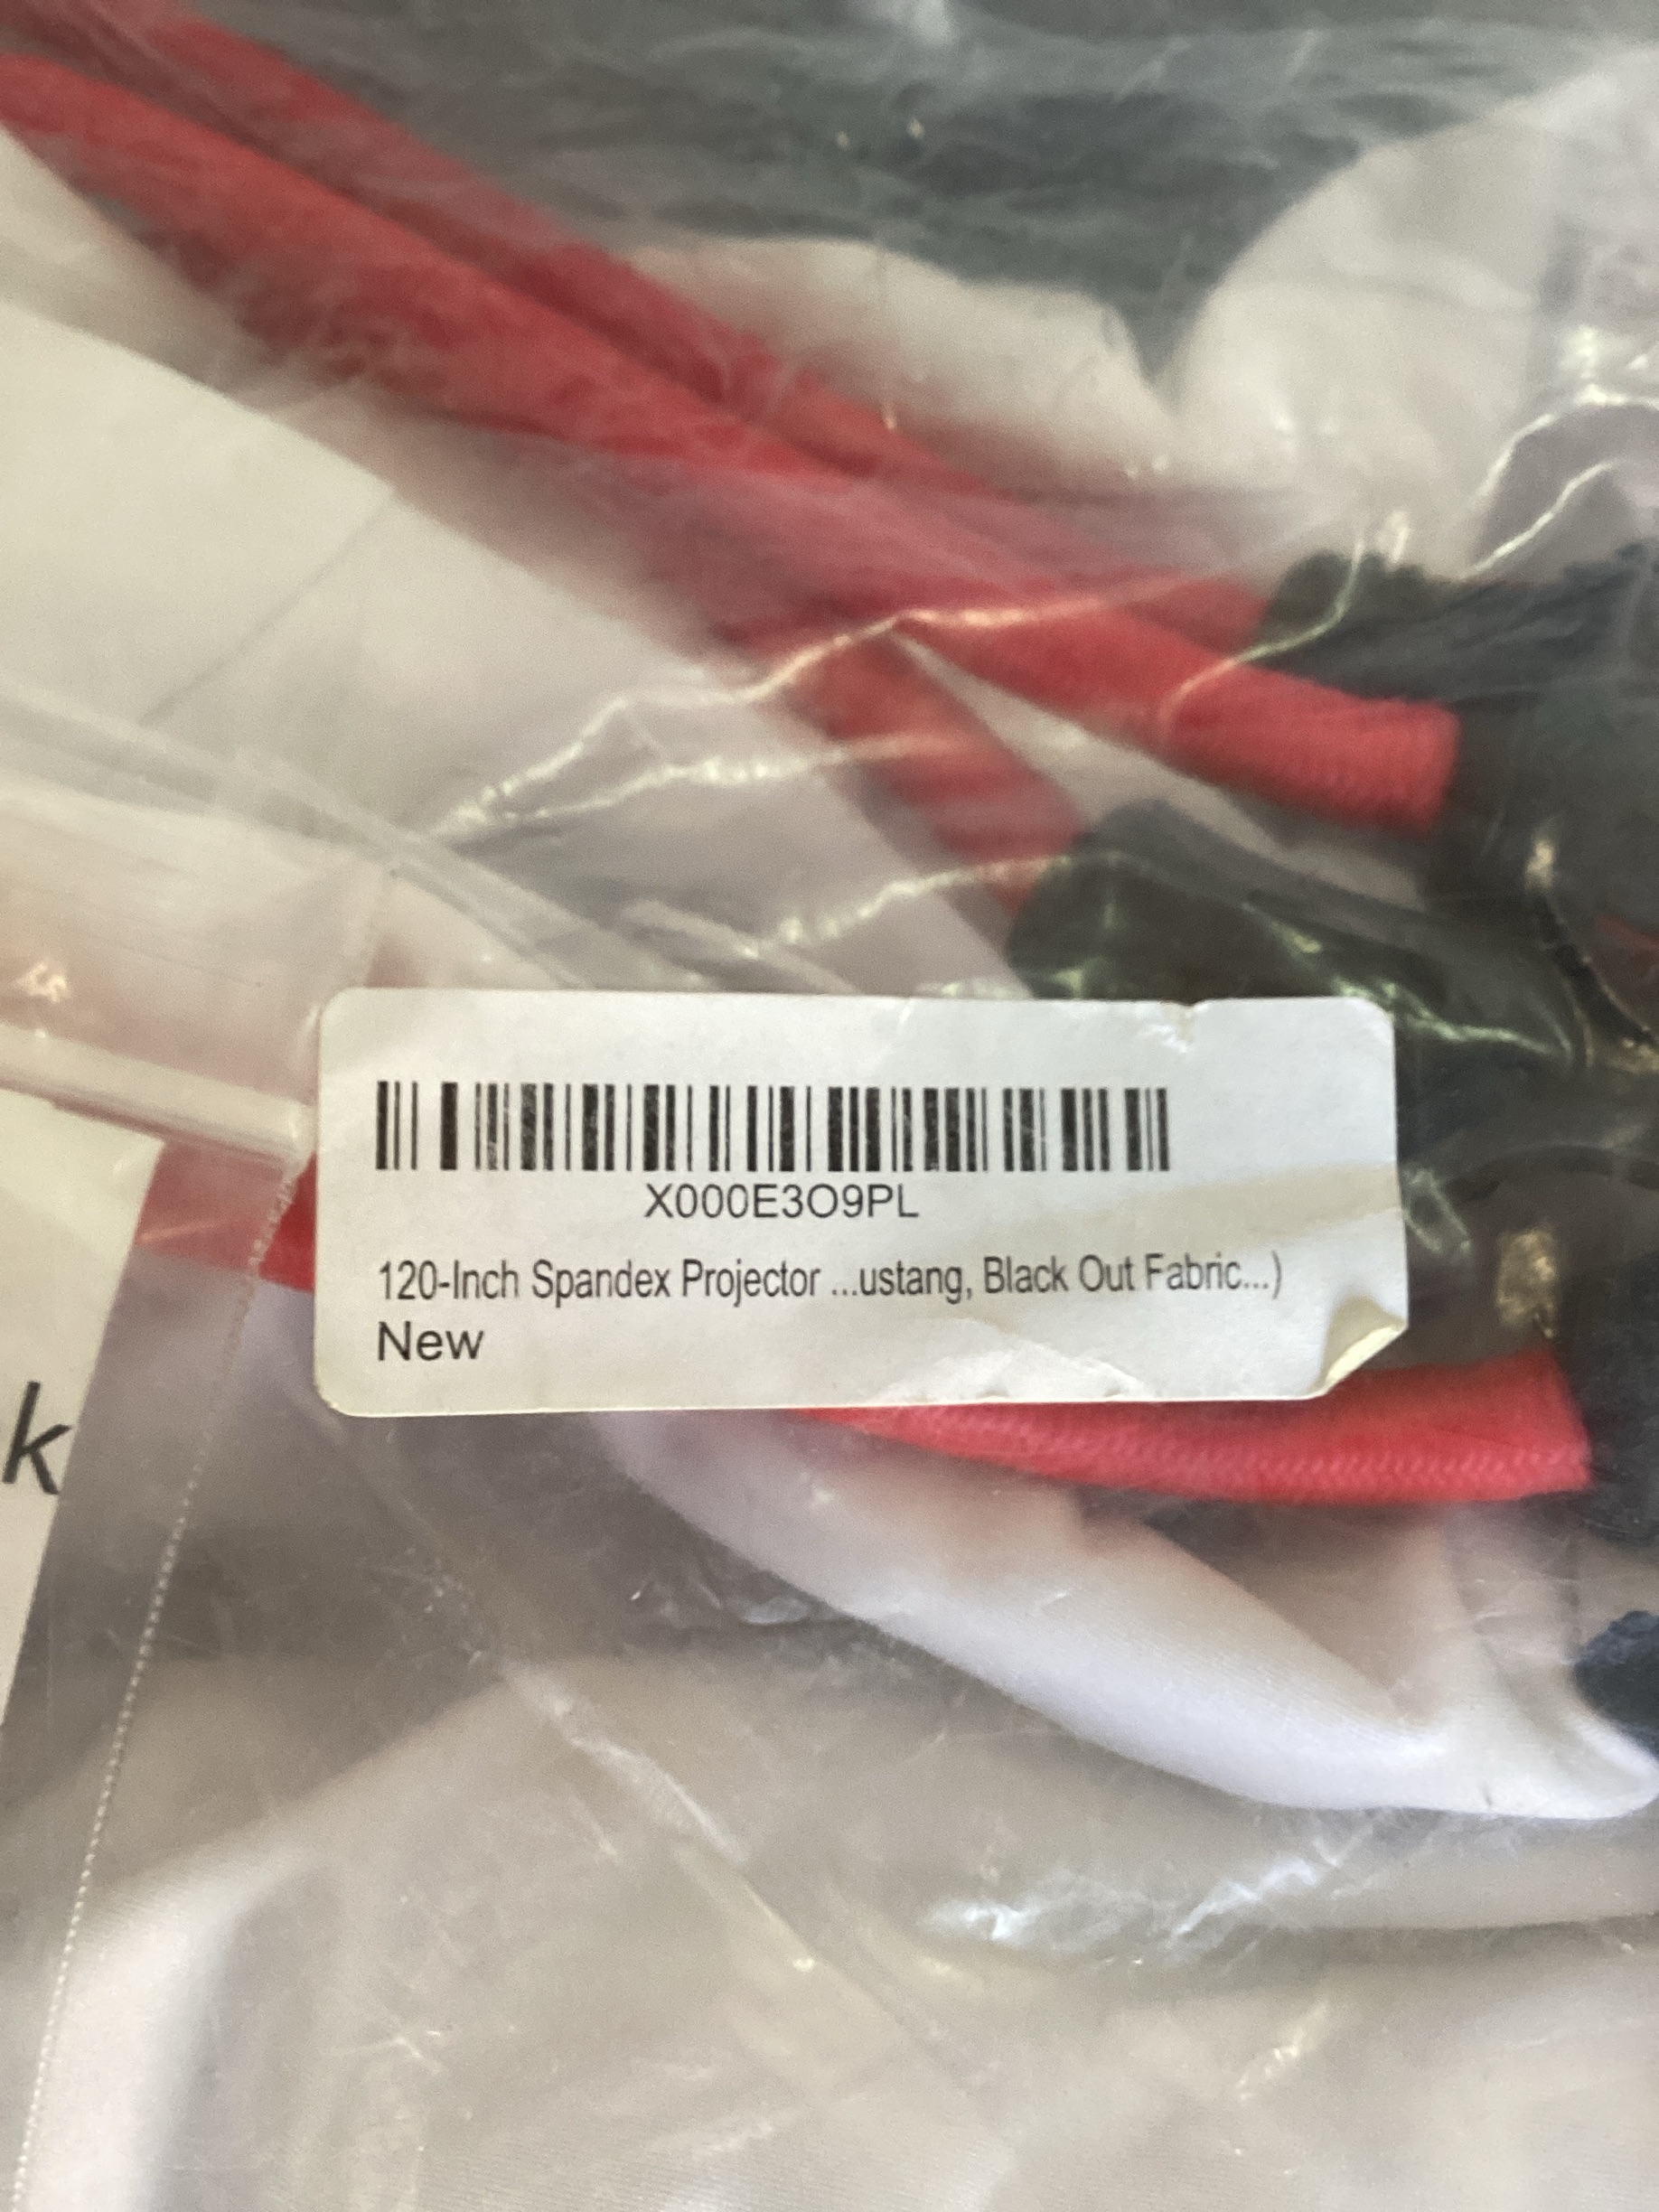 X000E3O9PL
120-Inch Spandex Projector ...ustang, Black Out Fabric...)
New
k